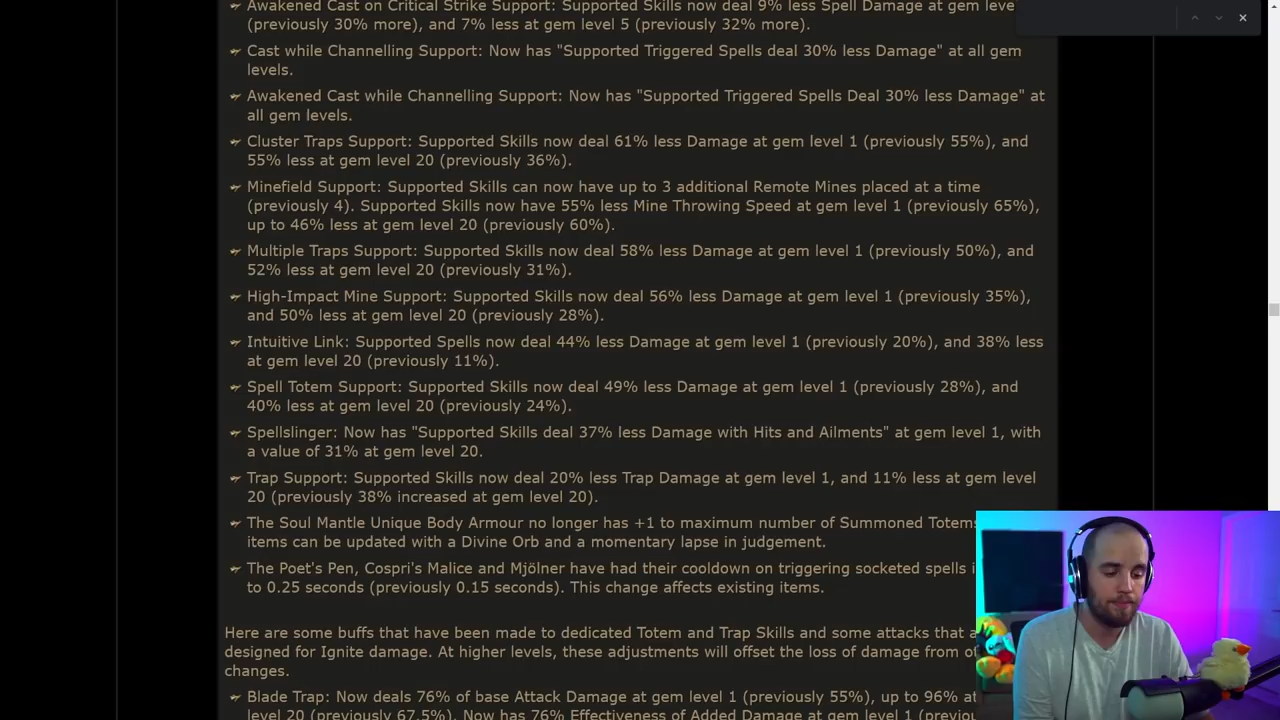 Awakened Cast on Critical Strike Support: Supported Skills now deal 9% less Spell Damage at gem
(previously 30% more), and 7% less at gem level 5 (previously 32% more).
Cast while Channelling Support: Now has "Supported Triggered Spells deal 30% less Damage" at all gem
levels.
Awakened Cast while Channelling Support: Now has "Supported Triggered Spells Deal 30% less Damage" at
all gem levels.
Cluster Traps Support: Supported Skills now deal 61% less Damage at gem level 1 (previously 55%), and
55% less at gem level 20 (previously 36%).
Minefield Support: Supported Skills can now have up to 3 additional Remote Mines placed at a time
(previously 4). Supported Skills now have 55% less Mine Throwing Speed at gem level 1 (previously 65%),
up to 46% less at gem level 20 (previously 60%).
Multiple Traps Support: Supported Skills now deal 58% less Damage at gem level 1 (previously 50%), and
52% less at gem level 20 (previously 31%).
High-Impact Mine Support: Supported Skills now deal 56% less Damage at gem level 1 (previously 35%),
and 50% less at gem level 20 (previously 28%).
Intuitive Link: Supported Spells now deal 44% less Damage at gem level 1 (previously 20%), and 38% less
at gem level 20 (previously 11%).
Spell Totem Support: Supported Skills now deal 49% less Damage at gem level 1 (previously 28%), and
40% less at gem level 20 (previously 24%).
Spellslinger: Now has "Supported Skills deal 37% less Damage with Hits and Ailments" at gem level 1, with
a value of 31% at gem level 20.
Trap Support: Supported Skills now deal 20% less Trap Damage at gem level 1, and 11% less at gem level
20 (previously 38% increased at gem level 20).
The Soul Mantle Unique Body Armour no longer has +1 to maximum number of Summoned Totems
items can be updated with a Divine Orb and a momentary lapse in judgement.
The Poet's Pen, Cospri's Malice and Mjölner have had their cooldown on triggering socketed spells
to 0.25 seconds (previously 0.15 seconds). This change affects existing items.
Here are some buffs that have been made to dedicated Totem and Trap Skills and some attacks that
designed for Ignite damage. At higher levels, these adjustments will offset the loss of damage from
changes.
Blade Trap: Now deals 76% of base Attack Damage at gem level 1 (previously 55%), up to 96% at
level 20 (previously 67.5%). Now has 76% Effectiveness of Added Damage at gem level 1